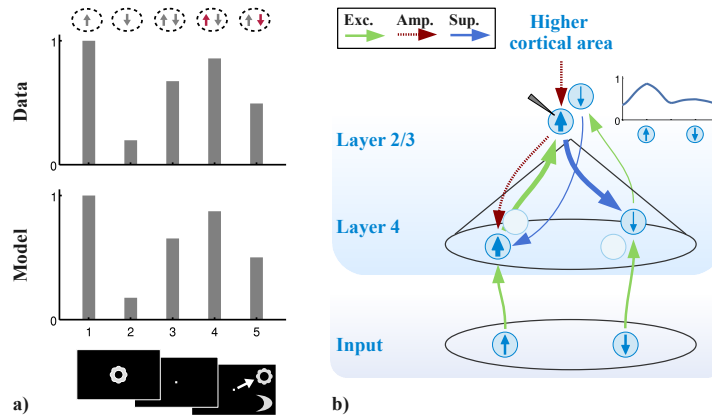 1
Data
0
1
Model
0
1 2 3 4 5
a)
Exc. Amp. Sup.
Higher
cortical area
1
0
Layer 2/3
Layer 4
Input
b)